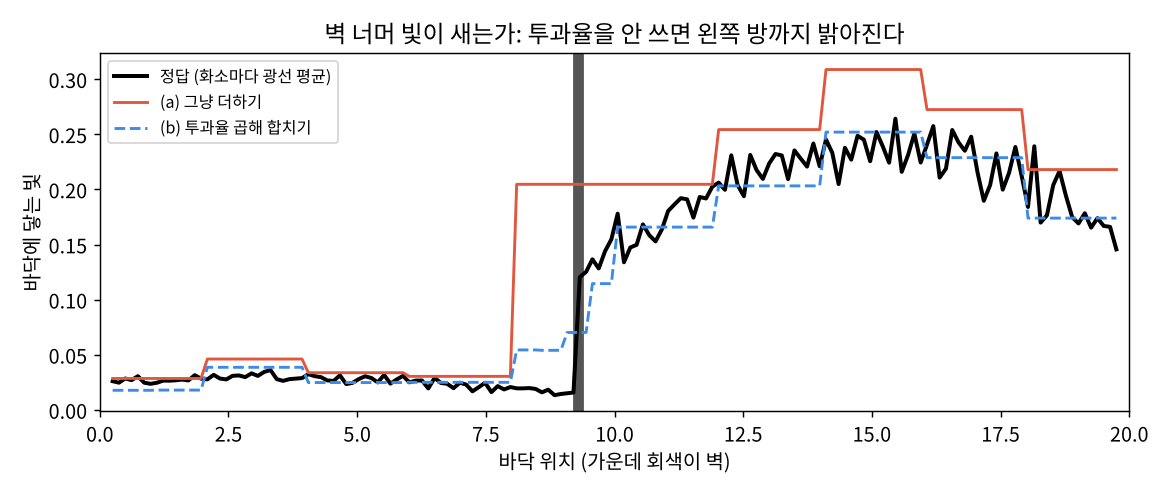 벽 너머 빛이 새는가: 투과율을 안 쓰면 왼쪽 방까지 밝아진다
정답 (화소마다 광선 평균)
(a) 그냥 더하기
(b) 투과율 곱해 합치기
바닥에 닿는 빛
0.30
0.25
0.20
0.15
0.10
0.05
0.00
0.0 2.5 5.0 7.5 10.0 12.5 15.0 17.5 20.0
바닥 위치 (가운데 회색이 벽)